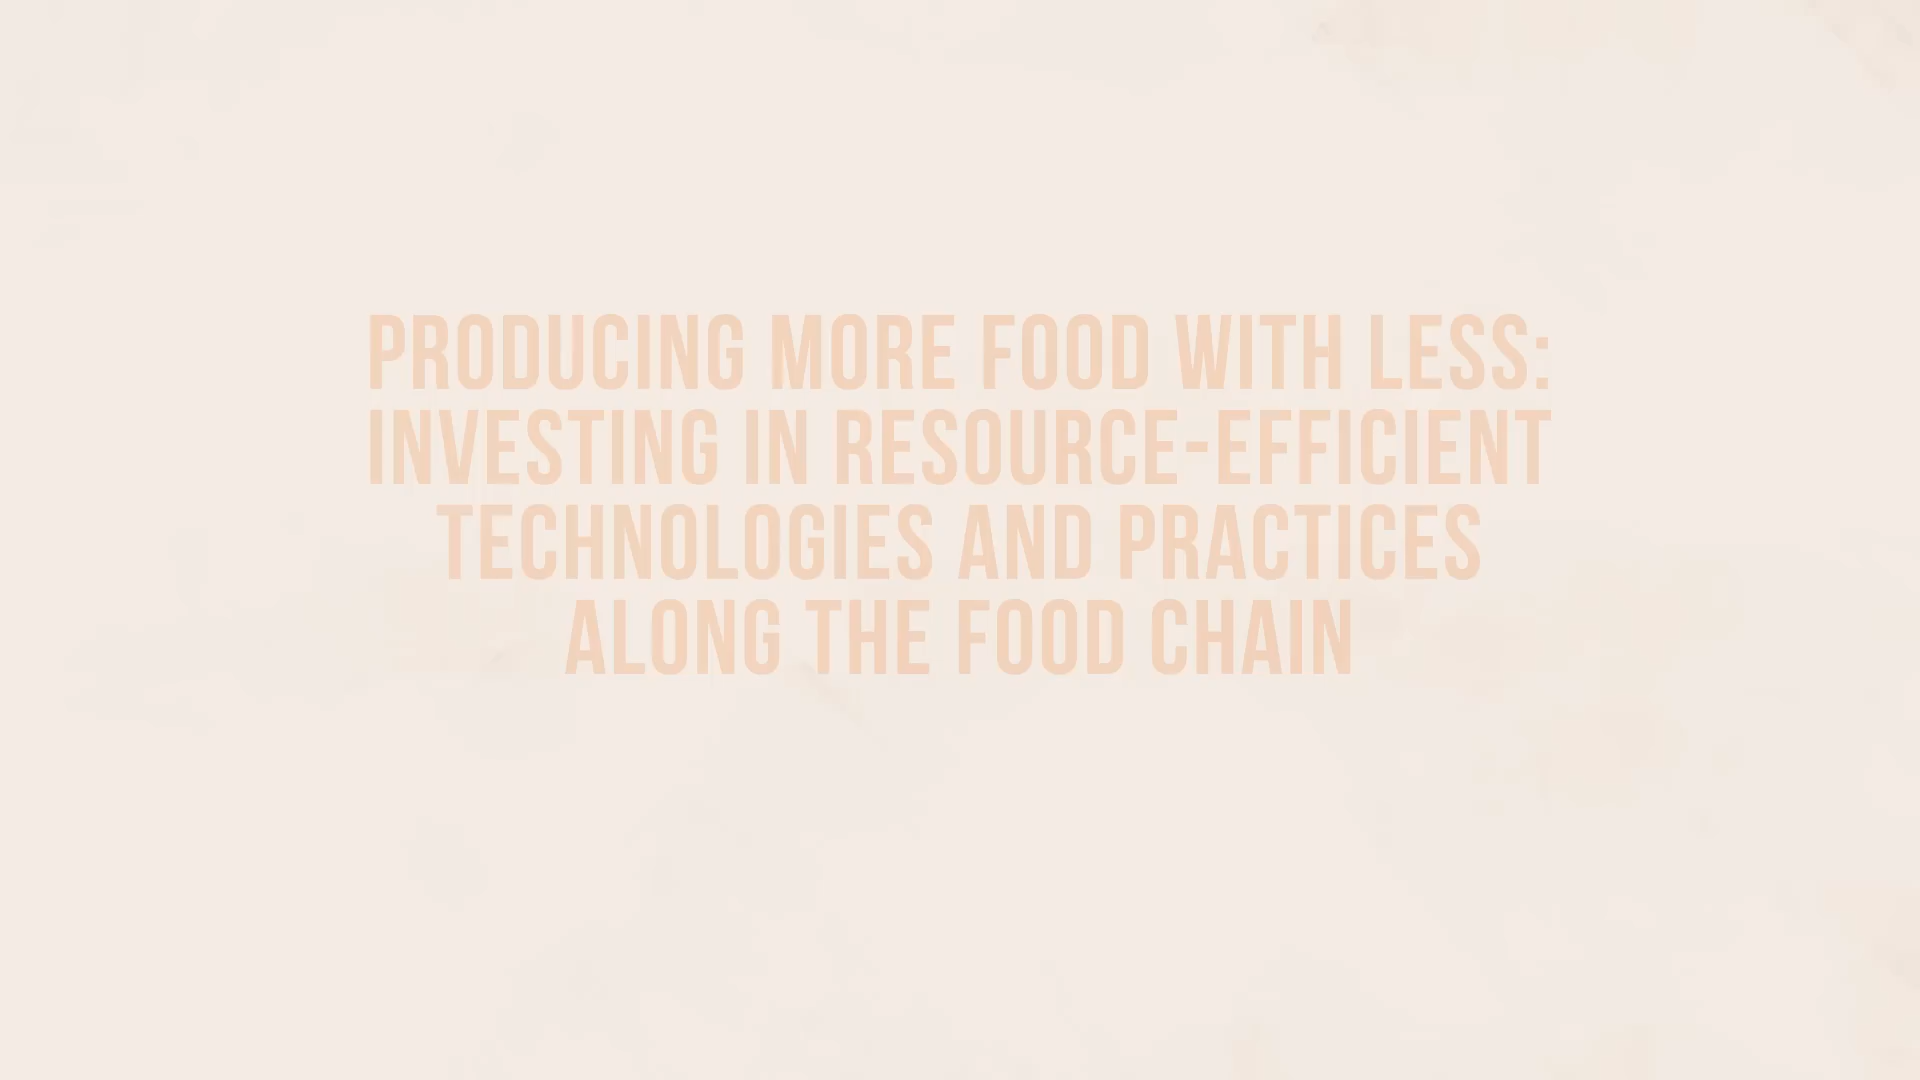 PRODUCING MORE FOOD WITH LESS:
INVESTING IN RESOURCE-EFFICIENT
TECHNOLOGIES AND PRACTICES
ALONG THE FOOD CHAIN